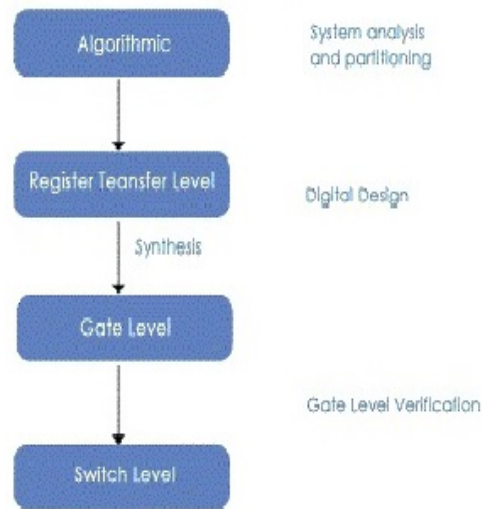 Algorithmic
System analysis
and partitioning
Register Teansfer Level
Digital Design
Synthesis
Gate Level
Gate Level Verification
Switch Level